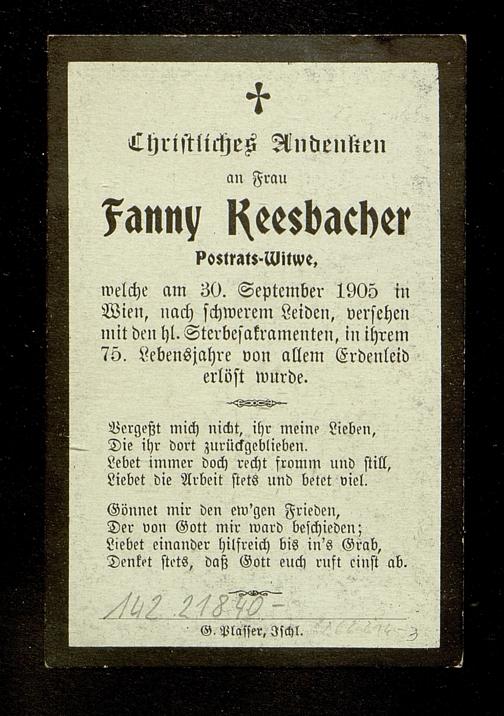 Christliches Andenken
an Frau
Fanny Keesbacher
Postrats-Witwe,
welche am 30. September 1905 in
Wien, nach schwerem Leiden, versehen
mit den hl. Sterbesakramenten, in ihrem
75. Lebensjahre von allem Erdenleid
erlöst wurde.
Vergeßt mich nicht, ihr meine Lieben,
Die ihr dort zurückgeblieben.
Lebet immer doch recht fromm und still,
Liebet die Arbeit stets und betet viel.
Gönnet mir den ew'gen Frieden,
Der von Gott mir ward beschieden;
Liebet einander hilfreich bis in's Grab,
Denket stets, daß Gott euch ruft einst ab.
142 218.40-
G. Plasser, Ischl.